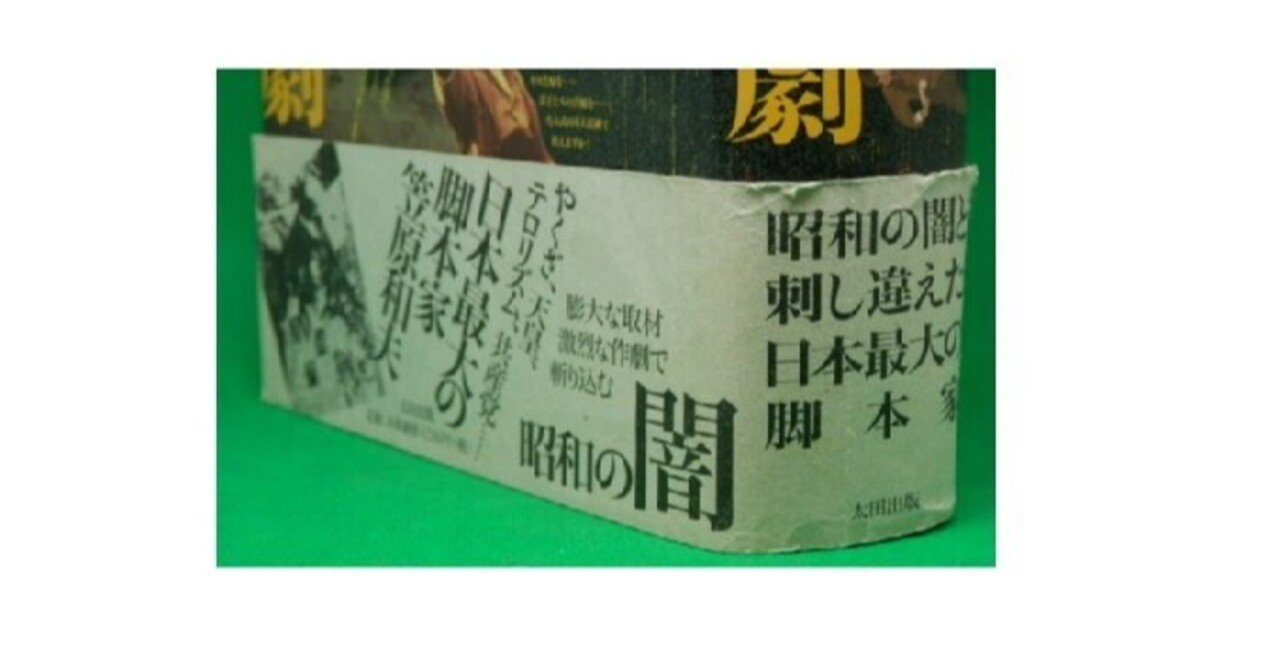 劇
劇
やくざ、天皇、
テロリズム、共産党……
日本最大の
脚本家
笠原和夫
膨大な取材
激烈な作劇で
斬り込む
昭和の闇
昭和の闇と
刺し違えた
日本最大の
脚本家
太田出版